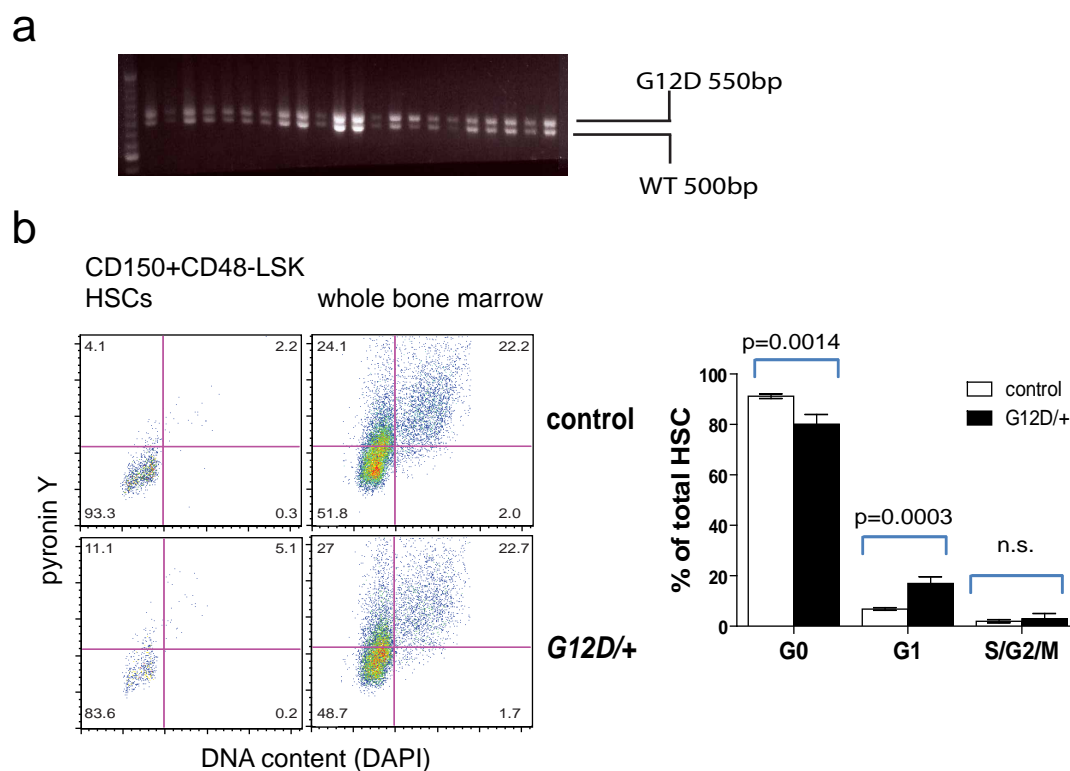 a
G12D 550bp
WT 500bp
b
CD150+CD48-LSK
HSCs
whole bone marrow
4.1 2.2
93.3 0.3
24.1 22.2
51.8 2.0
control
11.1 5.1
83.6 0.2
27 22.7
48.7 1.7
G12D/+
pyronin Y
DNA content (DAPI)
p=0.0014
p=0.0003
n.s.
control
G12D/+
% of total HSC
100
80
60
40
20
0
G0 G1 S/G2/M